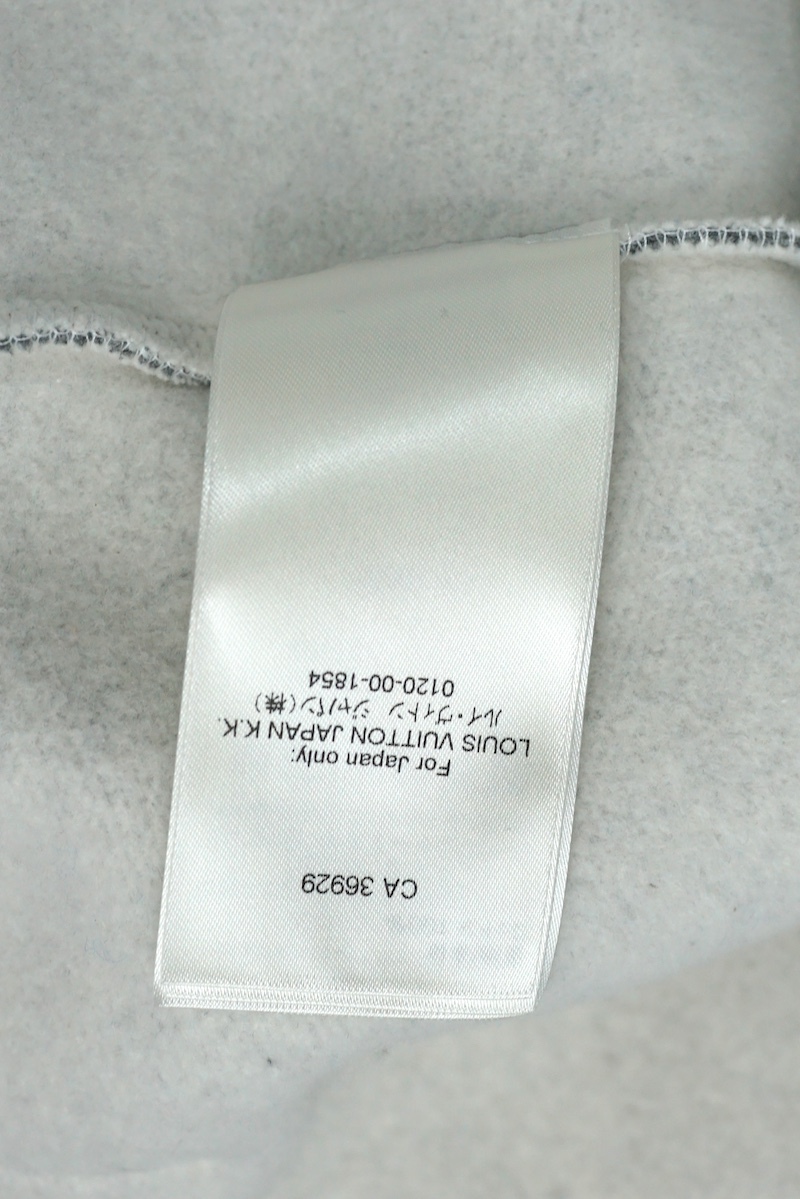 CA 36929
For Japan only:
LOUIS VUITTON JAPAN K.K.
ルイ・ヴィトン ジャパン(株)
0120-00-1854